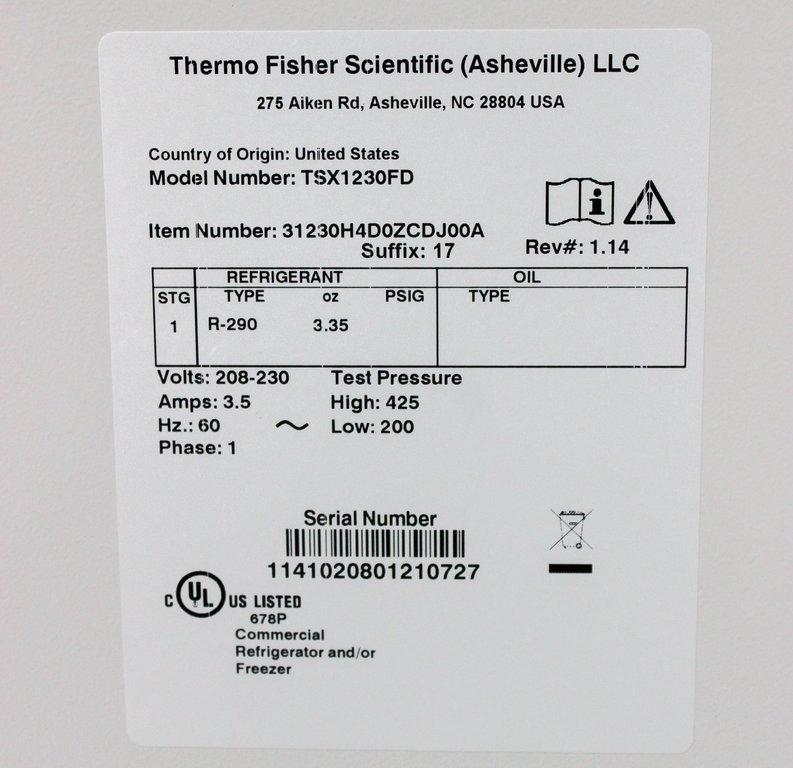 Thermo Fisher Scientific (Asheville) LLC
275 Aiken Rd, Asheville, NC 28804 USA
Country of Origin: United States
Model Number: TSX1230FD
Item Number: 31230H4D0ZCDJ00A
Suffix: 17
Rev#: 1.14
REFRIGERANT OIL
STG TYPE oz PSIG TYPE
1 R-290 3.35
Volts: 208-230 Test Pressure
Amps: 3.5 High: 425
Hz.: 60 ~ Low: 200
Phase: 1
Serial Number
1141020801210727
C UL US LISTED
678P
Commercial
Refrigerator and/or
Freezer